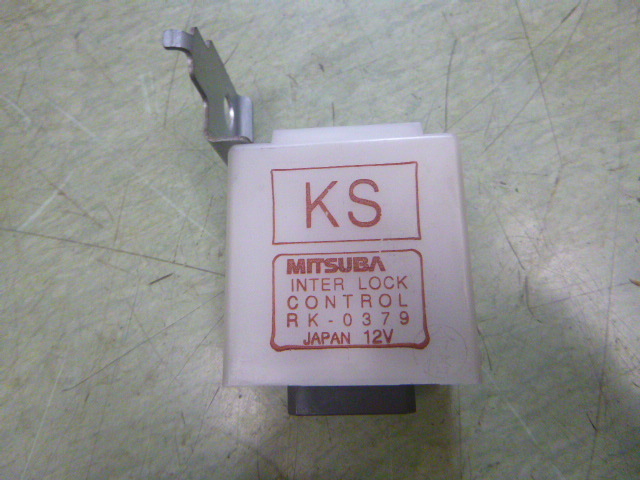 KS
MITSUBA
INTER LOCK
CONTROL
RK-0379
JAPAN 12V